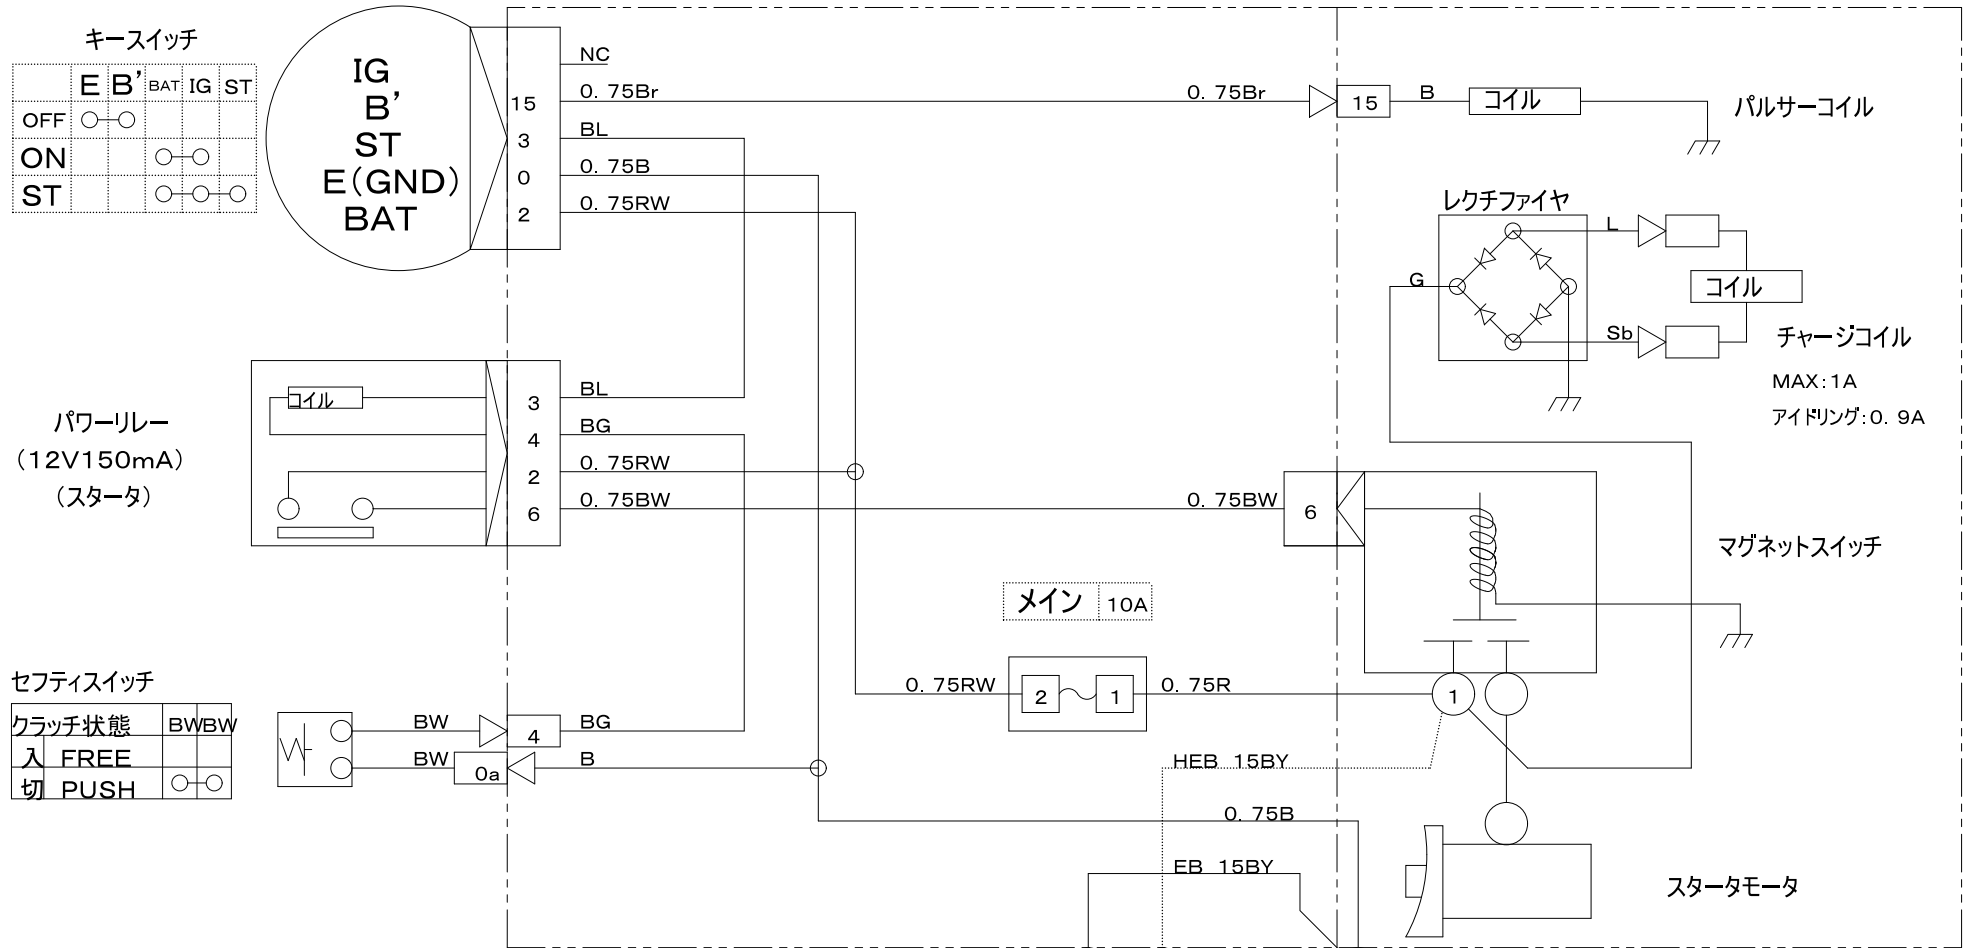 キースイッチ
E B' BAT IG ST
OFF
ON
ST
IG
B'
ST
E(GND)
BAT
NC
15 0. 75Br 0. 75Br 15 B コイル パルサーコイル
3 BL
0 0. 75B
2 0. 75RW
レクチファイヤ
L
G
コイル
Sb
チャージコイル
MAX:1A
アイドリング:0. 9A
パワーリレー
(12V150mA)
(スタータ)
コイル
3 BL
4 BG
2 0. 75RW
6 0. 75BW 0. 75BW 6
マグネットスイッチ
メイン 10A
0. 75RW 2 1 0. 75R 1
セフティスイッチ
クラッチ状態 BW BW
入 FREE
切 PUSH
BW 4 BG
BW 0a B
HEB 15BY
0. 75B
EB 15BY
スタータモータ